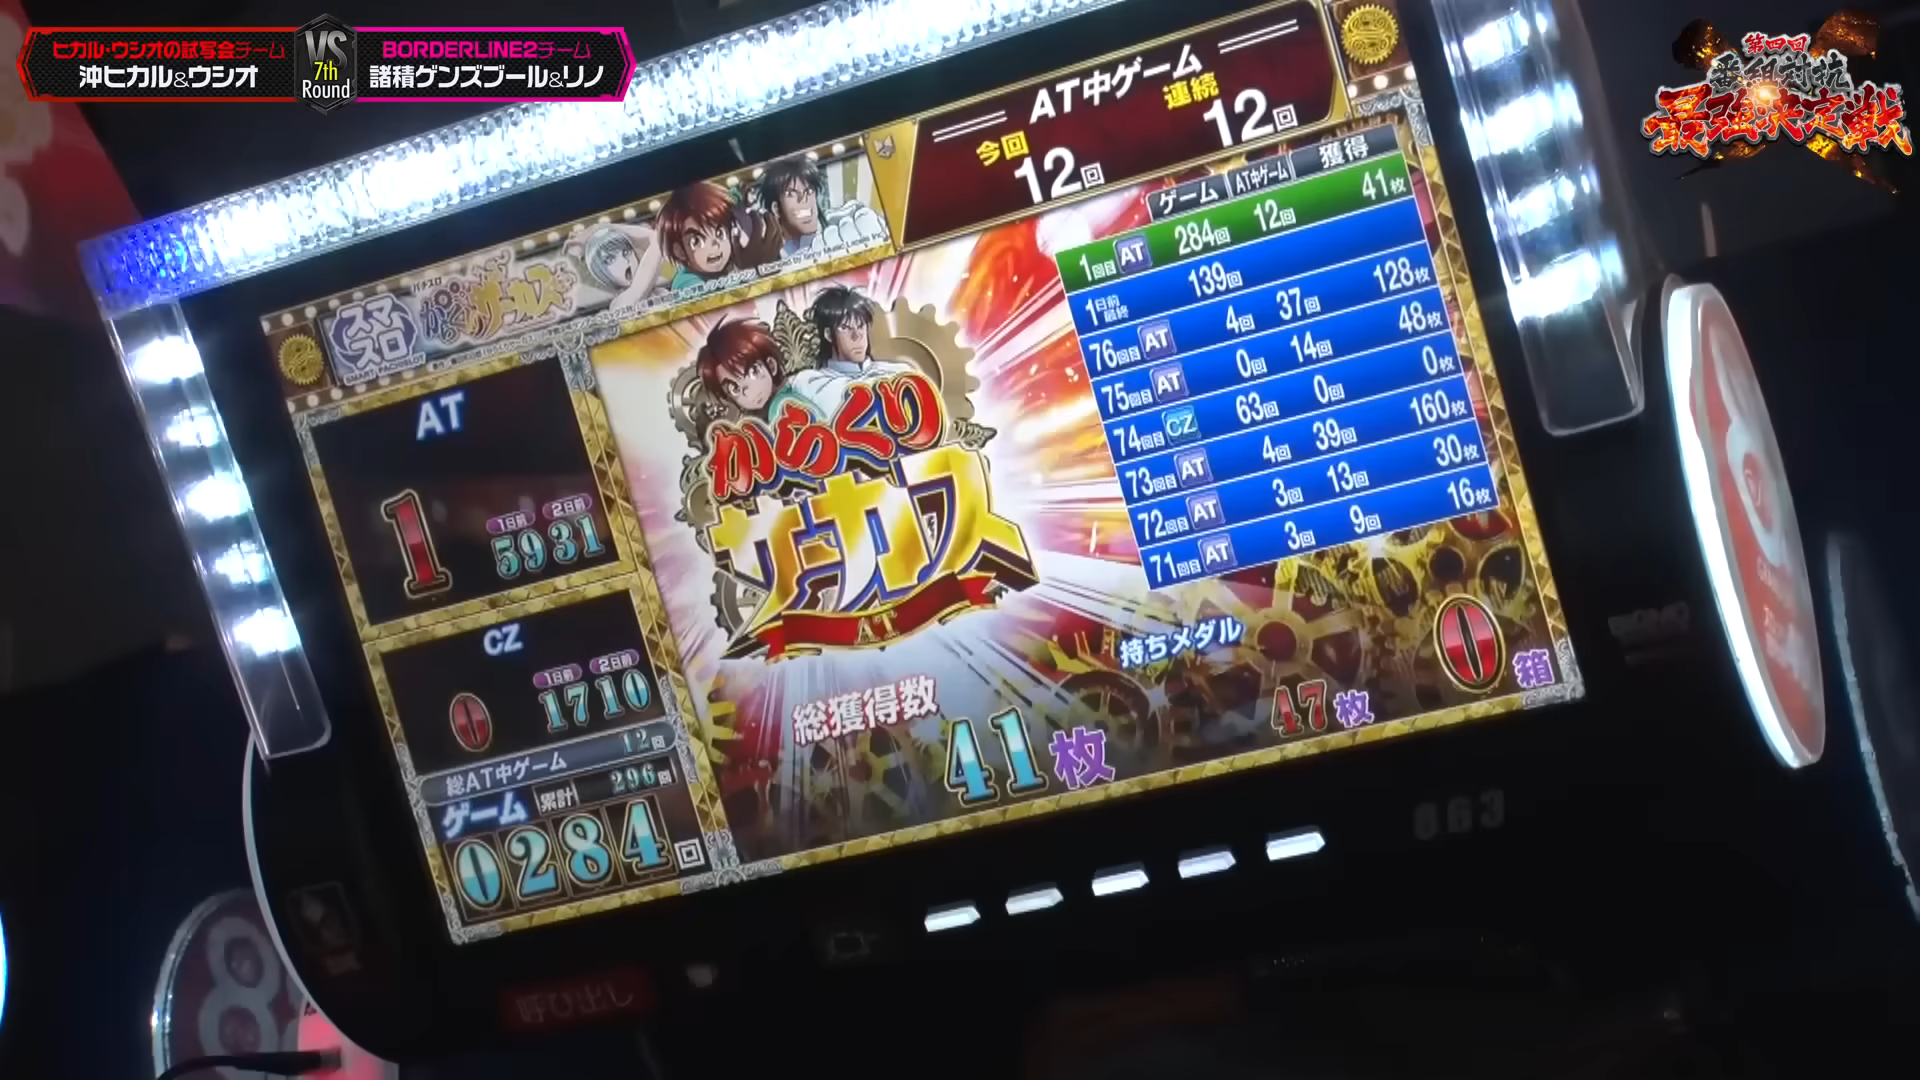 ヒカル・ウシオの試写会チーム
沖ヒカル&ウシオ
VS
7th
Round
BORDERLINE2チーム
諸積ゲンズブール&リノ
第四回
番組対抗
最強決定戦
AT中ゲーム
今回
12回
連続
12回
スマスロ
SMART PACHISLOT
パチスロ
からくりサーカス
ゲーム AT中ゲーム 獲得
1回目 AT 284回 12回 41枚
1日前最終 139回
76回目 AT 4回 37回 128枚
75回目 AT 0回 14回 48枚
74回目 CZ 63回 0回 0枚
73回目 AT 4回 39回 160枚
72回目 AT 3回 13回 30枚
71回目 AT 3回 9回 16枚
AT
1
1日前 2日前
59 31
CZ
0
1日前 2日前
17 10
総AT中ゲーム 12回
ゲーム 累計 296回
0284回
からくり
サーカス
AT
総獲得数
41枚
持ちメダル
47枚
0箱
863
呼び出し